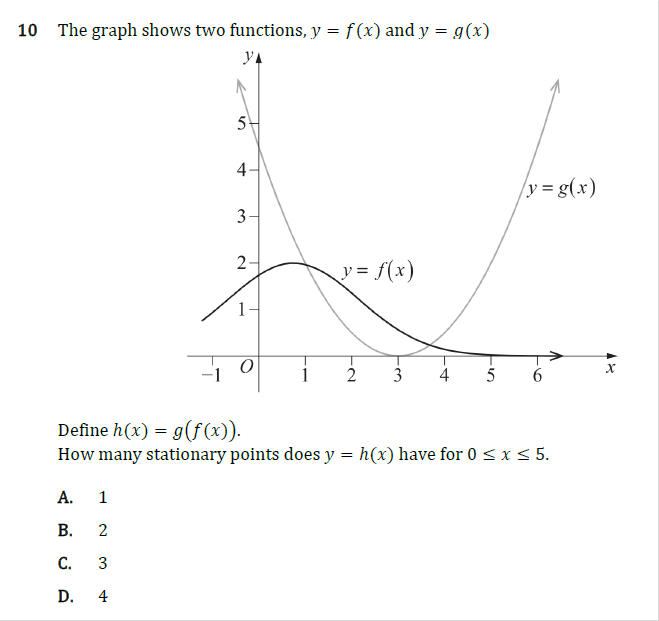 10 The graph shows two functions, y = f(x) and y = g(x)
y
5
4
3
2
1
y = g(x)
y = f(x)
O
−1 1 2 3 4 5 6 x
Define h(x) = g(f(x)).
How many stationary points does y = h(x) have for 0 ≤ x ≤ 5.
A. 1
B. 2
C. 3
D. 4